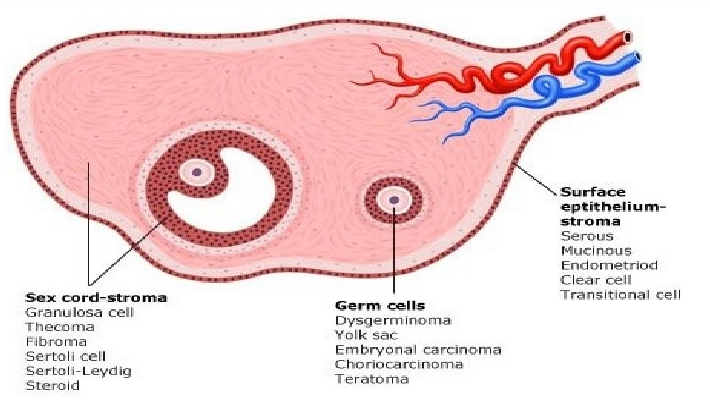 Surface
eptithelium-
stroma
Serous
Mucinous
Endometriod
Clear cell
Transitional cell
Sex cord-stroma
Granulosa cell
Thecoma
Fibroma
Sertoli cell
Sertoli-Leydig
Steroid
Germ cells
Dysgerminoma
Yolk sac
Embryonal carcinoma
Choriocarcinoma
Teratoma